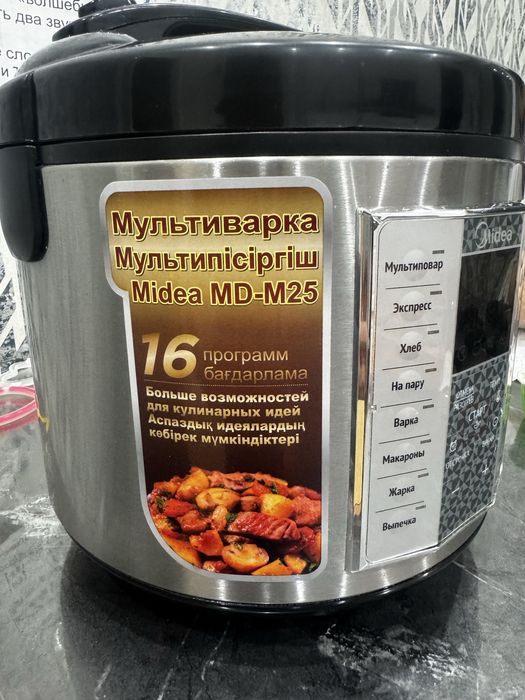 Мультиварка
Мультипісіргіш
Midea MD-M25
16 программ
бағдарлама
Больше возможностей
для кулинарных идей
Аспаздық идеялардың
көбірек мүмкіндіктері
Midea
Мультиповар
Экспресс
Хлеб
На пару
Варка
Макароны
Жарка
Выпечка
СТАРТ